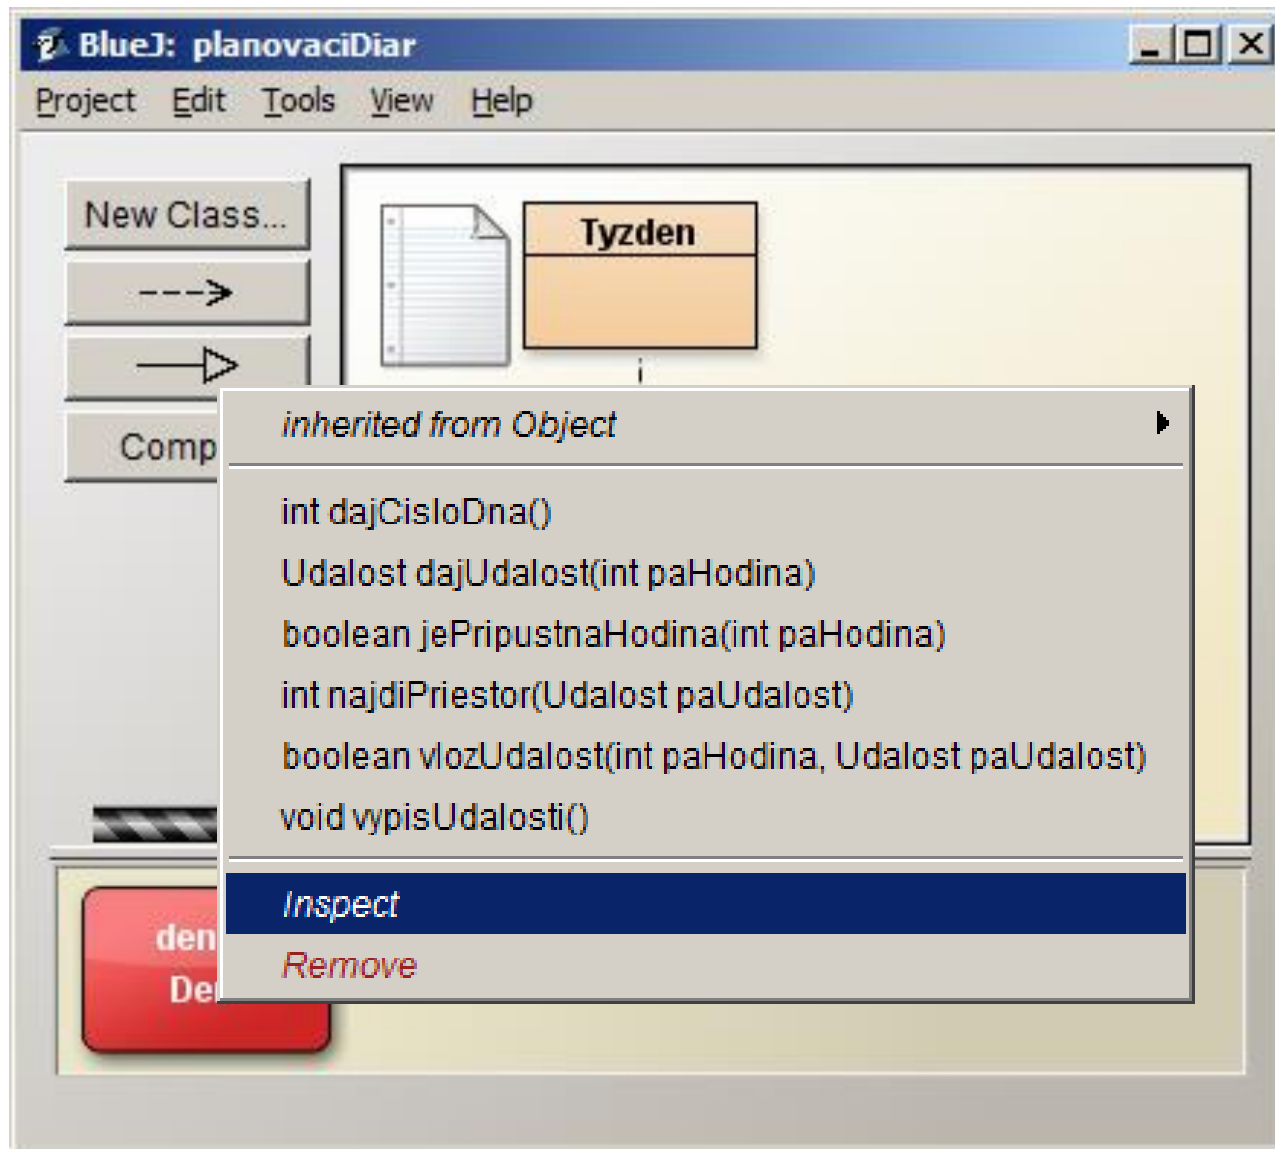 BlueJ: planovaciDiar
Project Edit Tools View Help
New Class...
Tyzden
inherited from Object
Comp
int dajCisloDna()
Udalost dajUdalost(int paHodina)
boolean jePripustnaHodina(int paHodina)
int najdiPriestor(Udalost paUdalost)
boolean vlozUdalost(int paHodina, Udalost paUdalost)
void vypisUdalosti()
Inspect
den
Remove
De